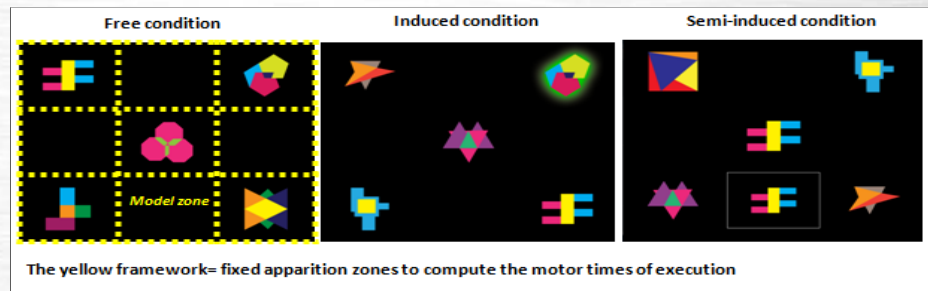 Free condition
Induced condition
Semi-induced condition
Model zone
The yellow framework= fixed apparition zones to compute the motor times of execution